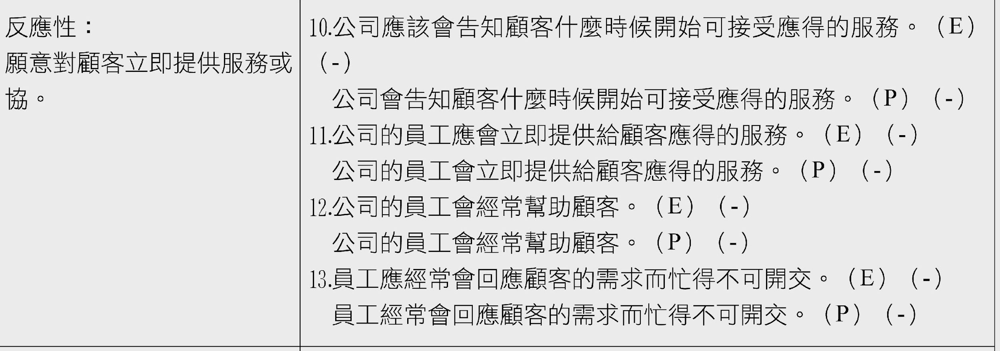 反應性：
願意對顧客立即提供服務或
協。
10.公司應該會告知顧客什麼時候開始可接受應得的服務。（E）
（-）
公司會告知顧客什麼時候開始可接受應得的服務。（P）（-）
11.公司的員工應會立即提供給顧客應得的服務。（E）（-）
公司的員工會立即提供給顧客應得的服務。（P）（-）
12.公司的員工會經常幫助顧客。（E）（-）
公司的員工會經常幫助顧客。（P）（-）
13.員工應經常會回應顧客的需求而忙得不可開交。（E）（-）
員工經常會回應顧客的需求而忙得不可開交。（P）（-）